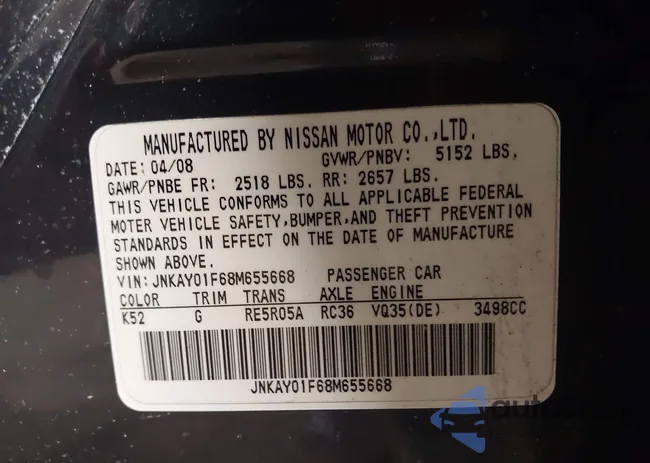 MANUFACTURED BY NISSAN MOTOR CO.,LTD.
DATE: 04/08 GVWR/PNBV: 5152 LBS,
GAWR/PNBE FR: 2518 LBS. RR: 2657 LBS.
THIS VEHICLE CONFORMS TO ALL APPLICABLE FEDERAL
MOTER VEHICLE SAFETY,BUMPER,AND THEFT PREVENTION
STANDARDS IN EFFECT ON THE DATE OF MANUFACTURE
SHOWN ABOVE.
VIN: JNKAY01F68M655668 PASSENGER CAR
COLOR TRIM TRANS AXLE ENGINE
K52 G RE5R05A RC36 VQ35(DE) 3498CC
JNKAY01F68M655668